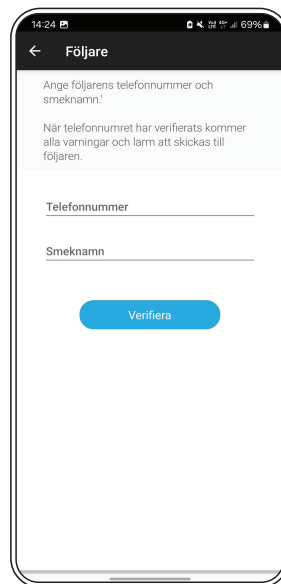 14:24 69%
Följare
Ange följarens telefonnummer och
smeknamn.'
När telefonnumret har verifierats kommer
alla varningar och larm att skickas till
följaren.
Telefonnummer
Smeknamn
Verifiera